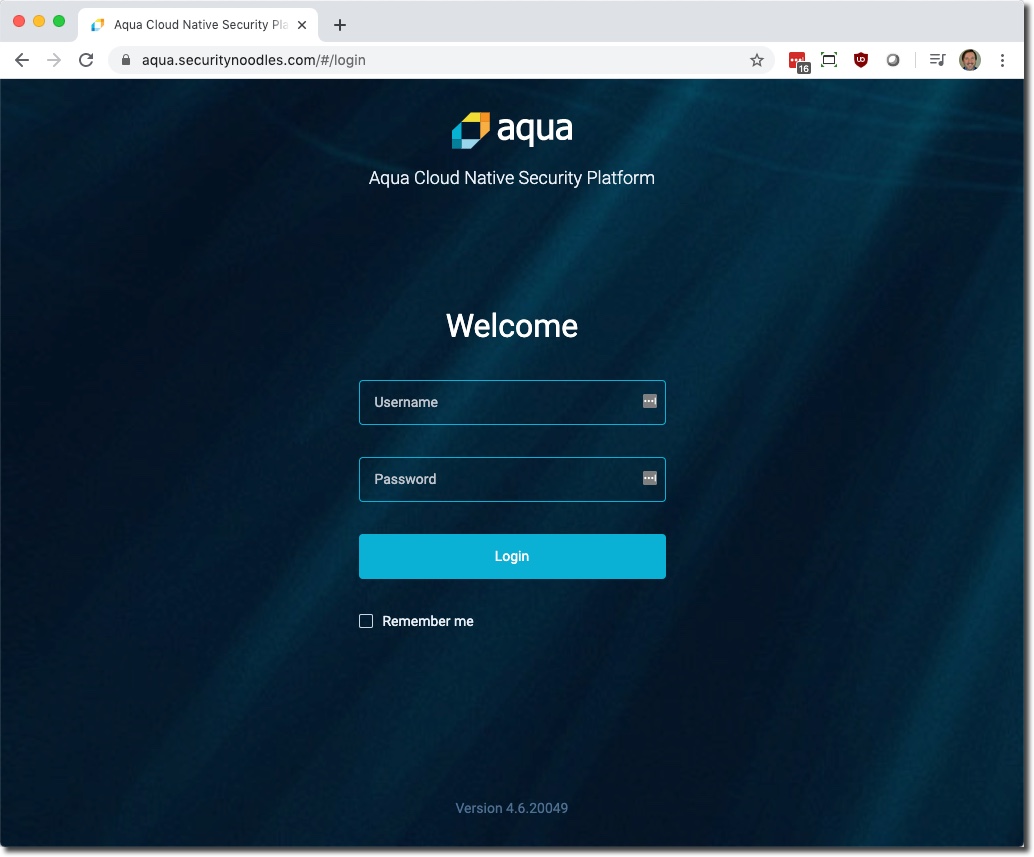 Aqua Cloud Native Security Pla
aqua.securitynoodles.com/#/login
16
UD
aqua
Aqua Cloud Native Security Platform
Welcome
Username
Password
Login
Remember me
Version 4.6.20049